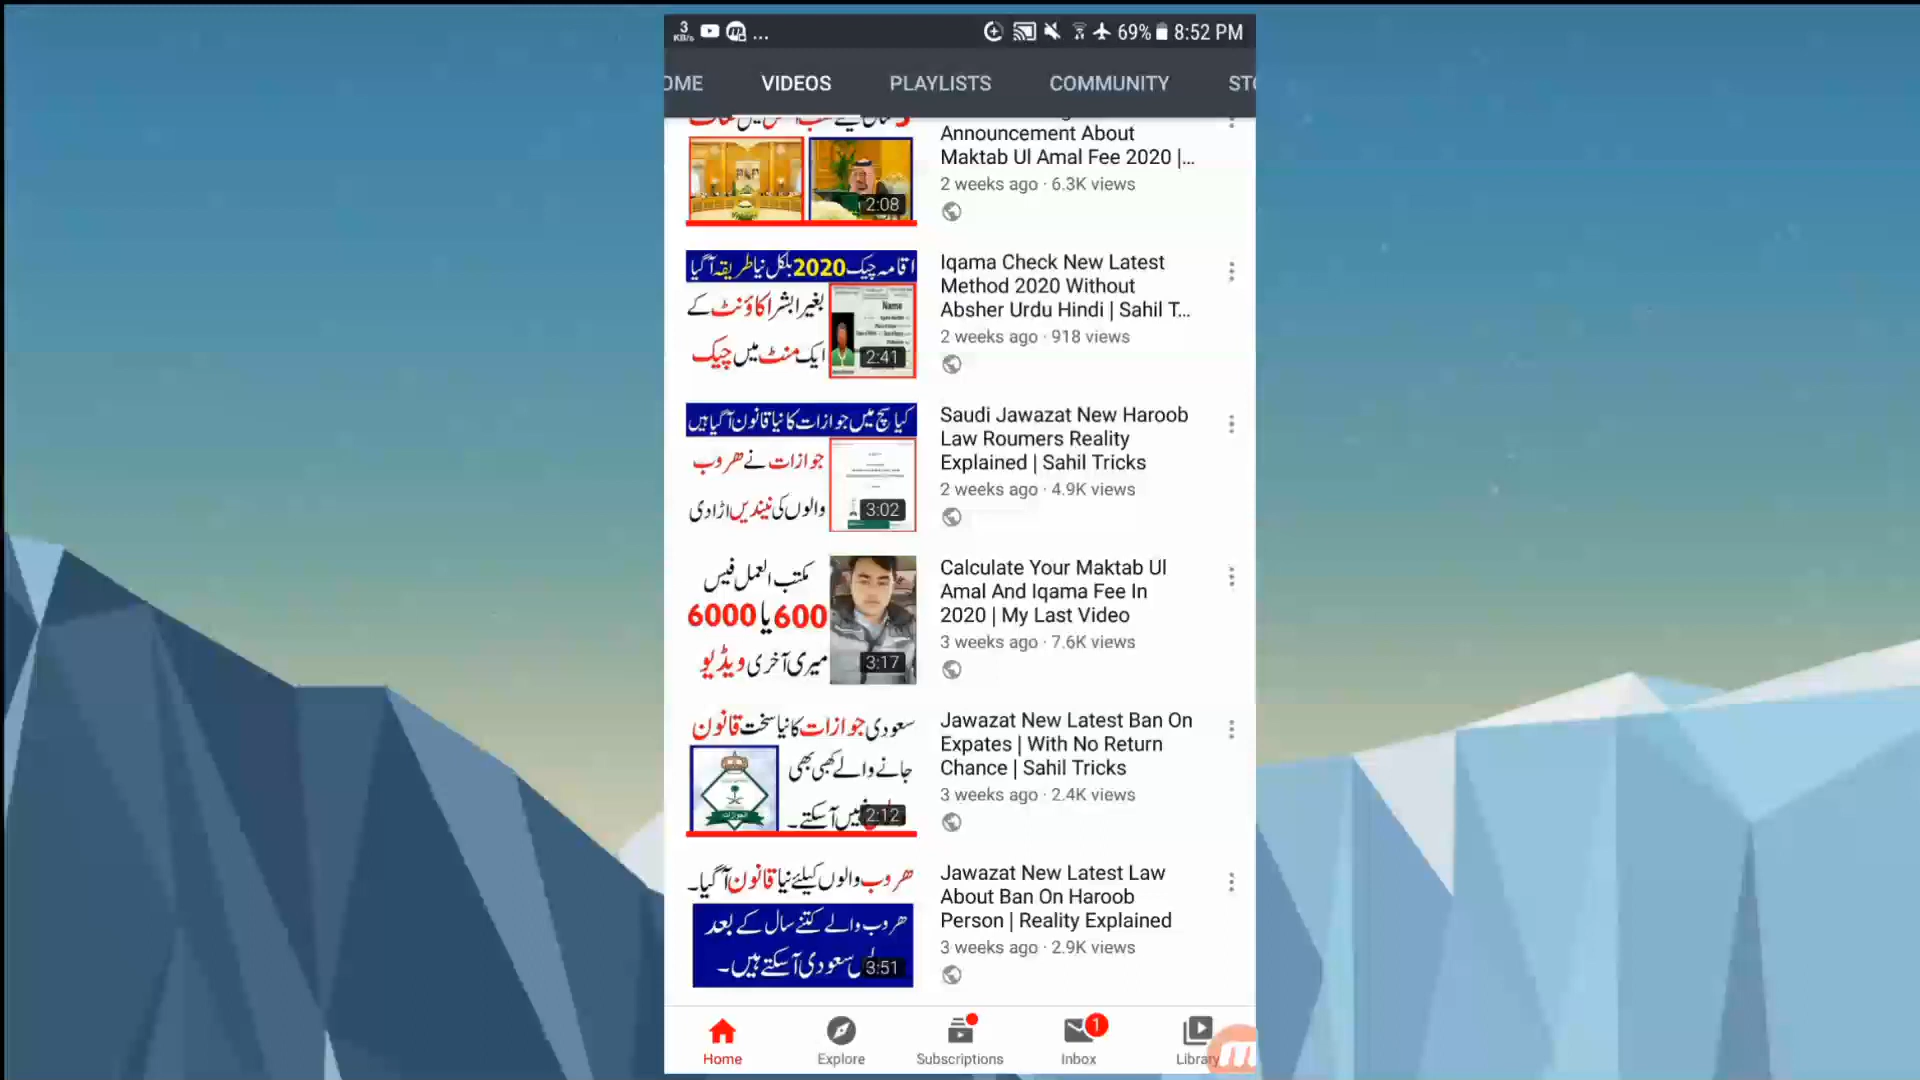 3
KB/s
...
69%
8:52 PM
OME
VIDEOS
PLAYLISTS
COMMUNITY
STO
2:08
Announcement About
Maktab Ul Amal Fee 2020 |...
2 weeks ago · 6.3K views
اقامہ چیک 2020 بلکل نیا طریقہ آگیا
بغیر ابشر اکاؤنٹ کے
ایک منٹ میں چیک
Name
2:41
Iqama Check New Latest
Method 2020 Without
Absher Urdu Hindi | Sahil T...
2 weeks ago · 918 views
کیا سچ میں جوازات کا نیا قانون آگیا ہیں
جوازات نے ھروب
والوں کی نیندیں اڑا دی
3:02
Saudi Jawazat New Haroob
Law Roumers Reality
Explained | Sahil Tricks
2 weeks ago · 4.9K views
مکتب العمل فیس
600 یا 6000
میری آخری ویڈیو
3:17
Calculate Your Maktab Ul
Amal And Iqama Fee In
2020 | My Last Video
3 weeks ago · 7.6K views
سعودی جوازات کا نیا سخت قانون
جانے والے کبھی بھی
نہیں آسکتے۔
الجوازات
2:12
Jawazat New Latest Ban On
Expates | With No Return
Chance | Sahil Tricks
3 weeks ago · 2.4K views
ھروب والوں کیلئے نیا قانون آگیا۔
ھروب والے کتنے سال کے بعد
سعودی آسکتے ہیں۔
3:51
Jawazat New Latest Law
About Ban On Haroob
Person | Reality Explained
3 weeks ago · 2.9K views
Home
Explore
Subscriptions
1
Inbox
Library